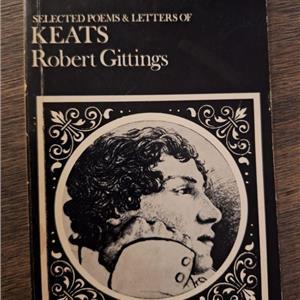 SELECTED POEMS & LETTERS OF
KEATS
Robert Gittings